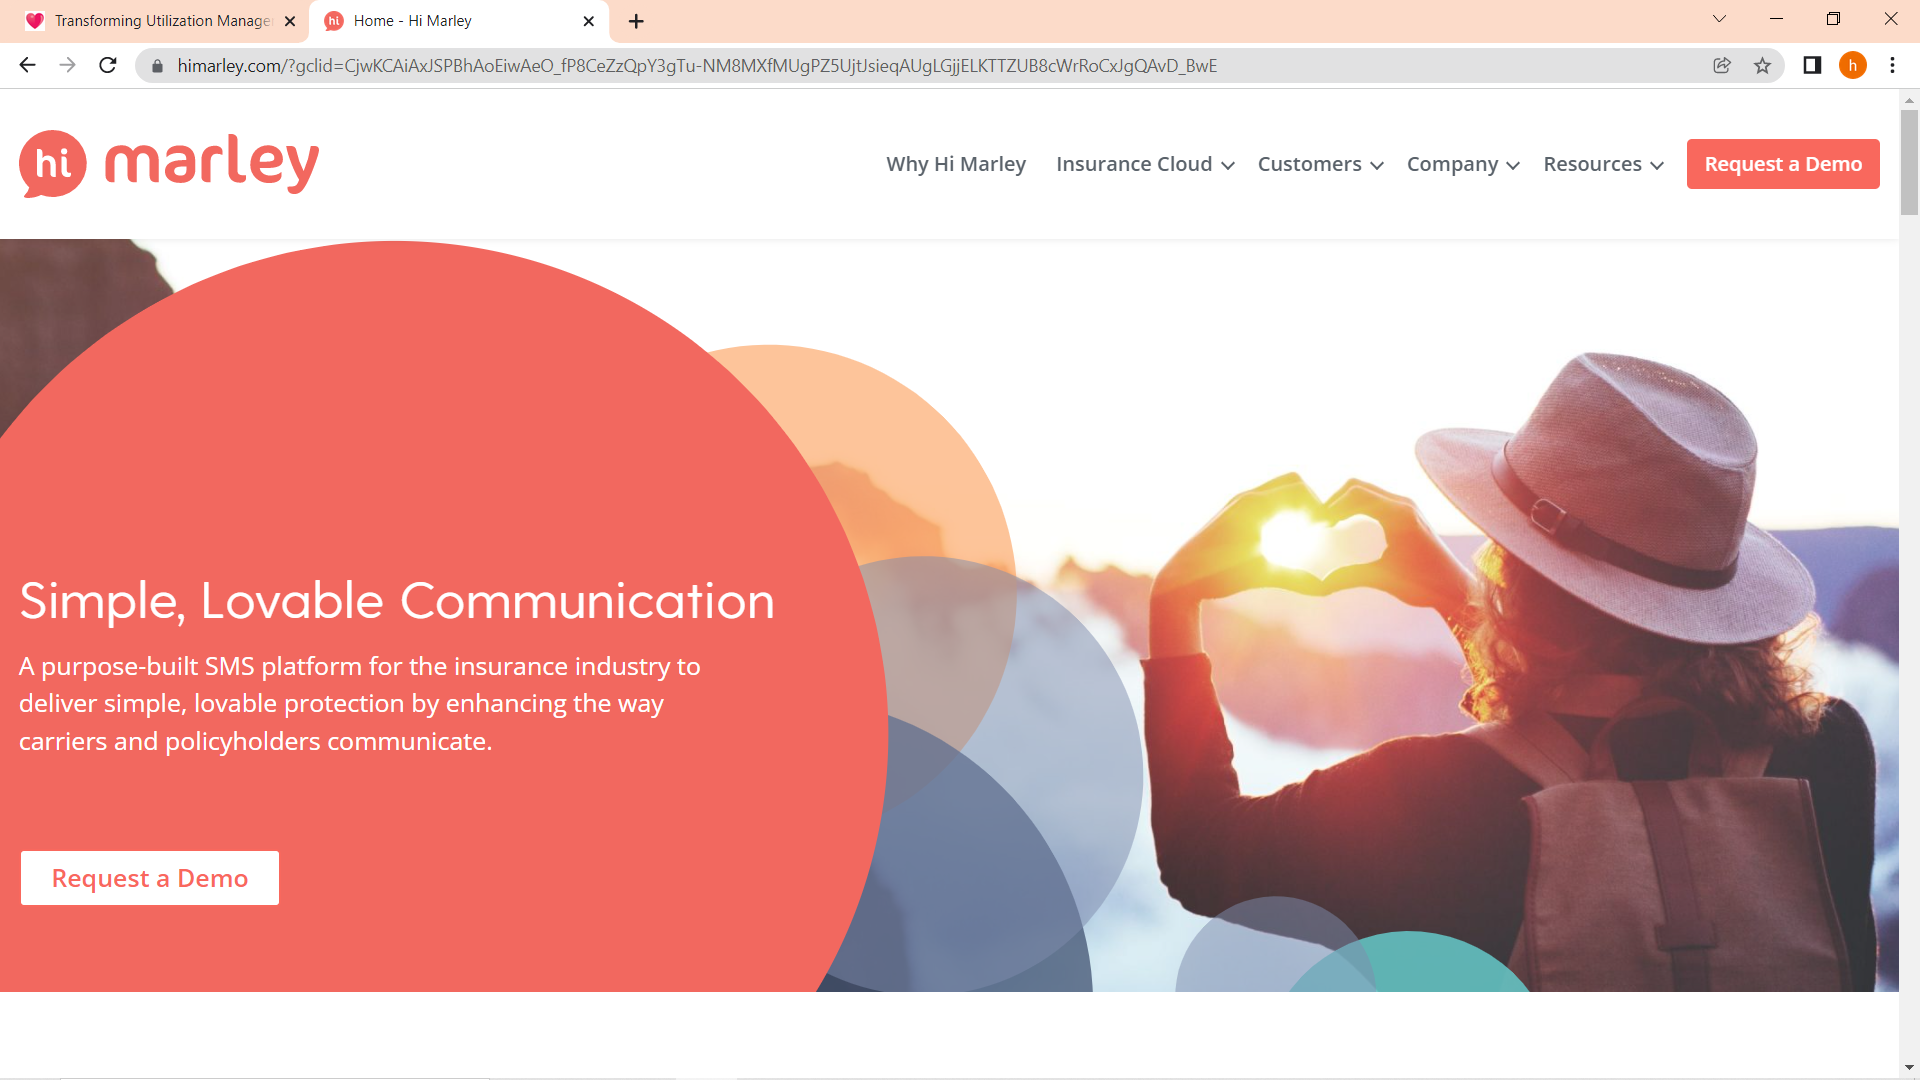 Transforming Utilization Manage
hi
Home - Hi Marley
himarley.com/?gclid=CjwKCAiAxJSPBhAoEiwAeO_fP8CeZzQpY3gTu-NM8MXfMUgPZ5UjtJsieqAUgLGjjELKTTZUB8cWrRoCxJgQAvD_BwE
h
hi marley
Why Hi Marley
Insurance Cloud
Customers
Company
Resources
Request a Demo
Simple, Lovable Communication
A purpose-built SMS platform for the insurance industry to
deliver simple, lovable protection by enhancing the way
carriers and policyholders communicate.
Request a Demo